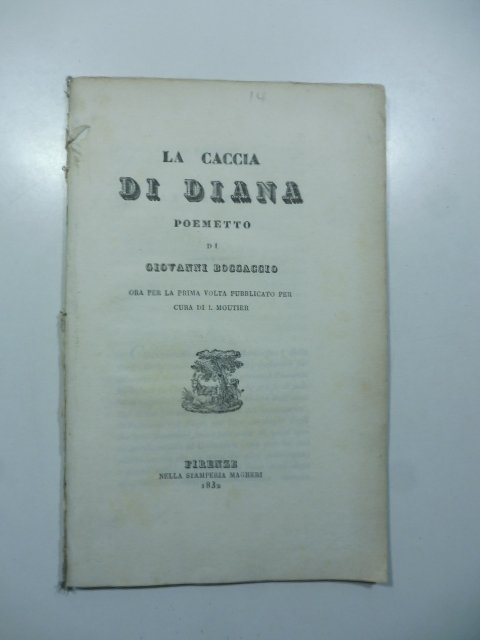 LA CACCIA
DI DIANA
POEMETTO
DI
GIOVANNI BOCCACCIO
ORA PER LA PRIMA VOLTA PUBBLICATO PER
CURA DI I. MOUTIER
FIRENZE
NELLA STAMPERIA MAGHERI
1832